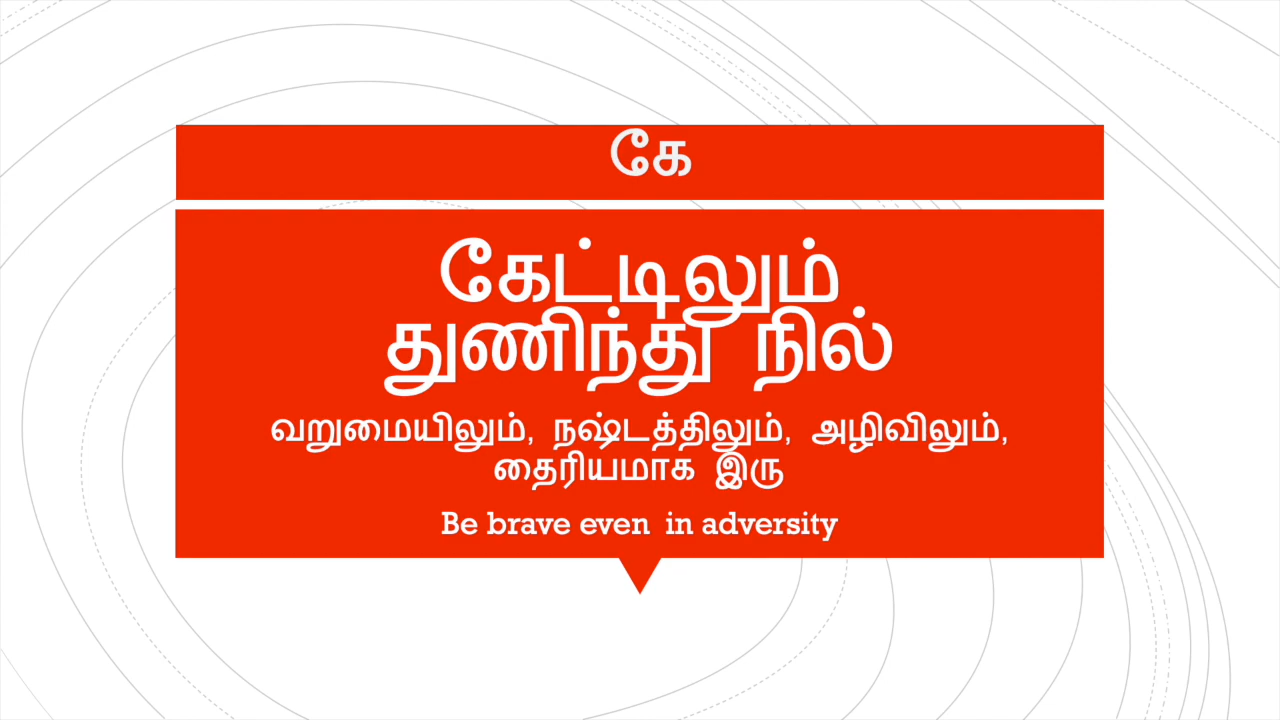 கே
கேட்டிலும்
துணிந்து நில்
வறுமையிலும், நஷ்டத்திலும், அழிவிலும்,
தைரியமாக இரு
Be brave even in adversity